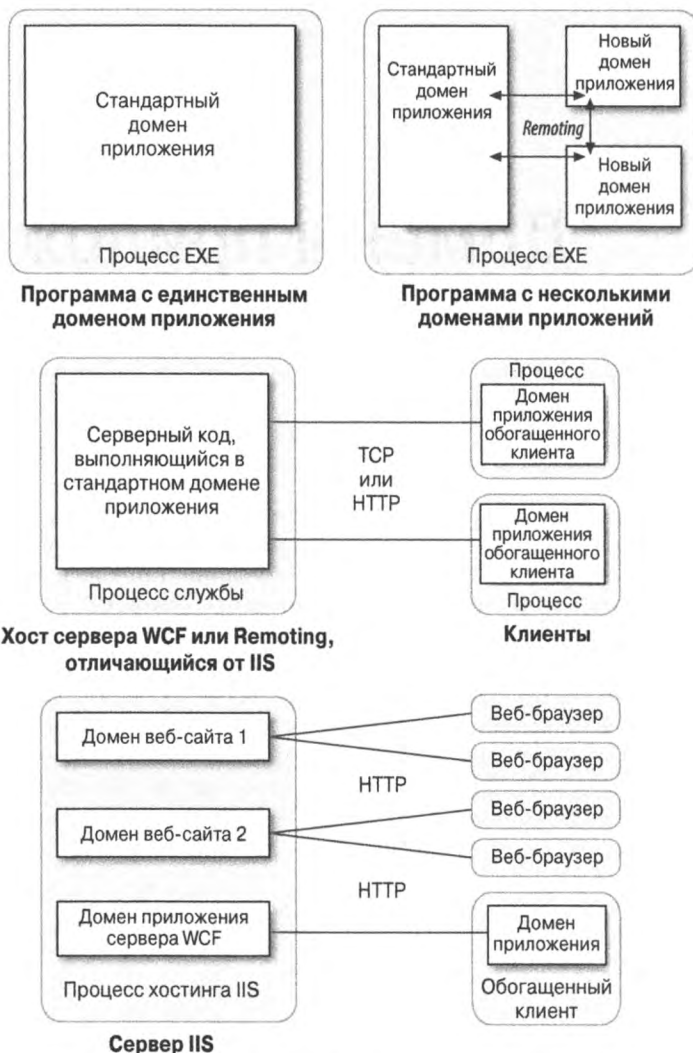 Стандартный
домен
приложения
Процесс EXE
Программа с единственным
доменом приложения
Стандартный
домен
приложения
Remoting
Новый
домен
приложения
Новый
домен
приложения
Процесс EXE
Программа с несколькими
доменами приложений
Серверный код,
выполняющийся в
стандартном домене
приложения
Процесс службы
Хост сервера WCF или Remoting,
отличающийся от IIS
TCP
или
HTTP
Процесс
Домен
приложения
обогащенного
клиента
Домен
приложения
обогащенного
клиента
Процесс
Клиенты
Домен веб-сайта 1
Домен веб-сайта 2
Домен приложения
сервера WCF
Процесс хостинга IIS
Сервер IIS
HTTP
HTTP
Веб-браузер
Веб-браузер
Веб-браузер
Веб-браузер
Домен
приложения
Обогащенный
клиент